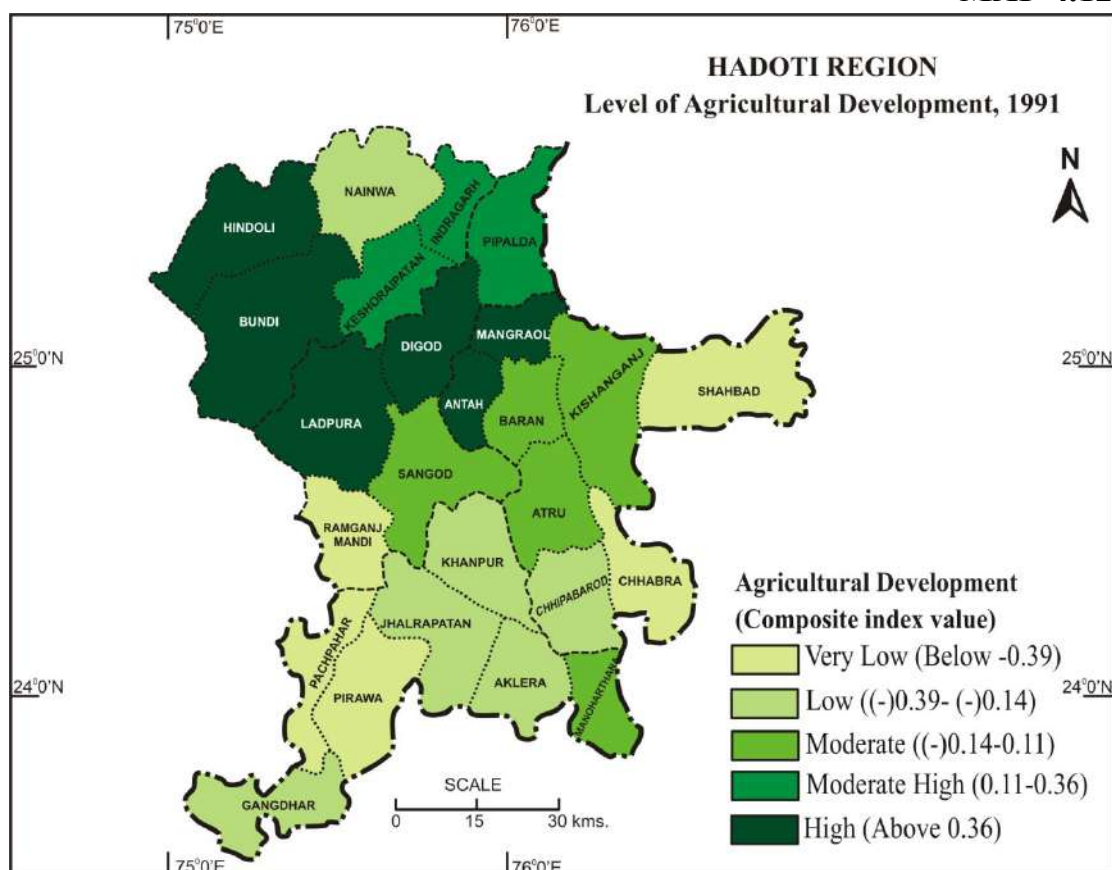 75°0'E
76°0'E
HADOTI REGION
Level of Agricultural Development, 1991
N
NAINWA
HINDOLI
INDRAGARH
PIPALDA
KESHORAIPATAN
BUNDI
DIGOD
MANGRAOL
25°0'N
25°0'N
KISHANGANJ
SHAHBAD
ANTAH
BARAN
LADPURA
SANGOD
ATRU
RAMGANJ
MANDI
KHANPUR
CHHIPABAROD
CHHABRA
Agricultural Development
(Composite index value)
JHALRAPATAN
PACHPAHAR
Very Low (Below -0.39)
AKLERA
PIRAWA
MANOHARTHANA
24°0'N
24°0'N
Low ((-)0.39- (-)0.14)
Moderate ((-)0.14-0.11)
SCALE
Moderate High (0.11-0.36)
GANGDHAR
0 15 30 kms.
High (Above 0.36)
75°0'E
76°0'E